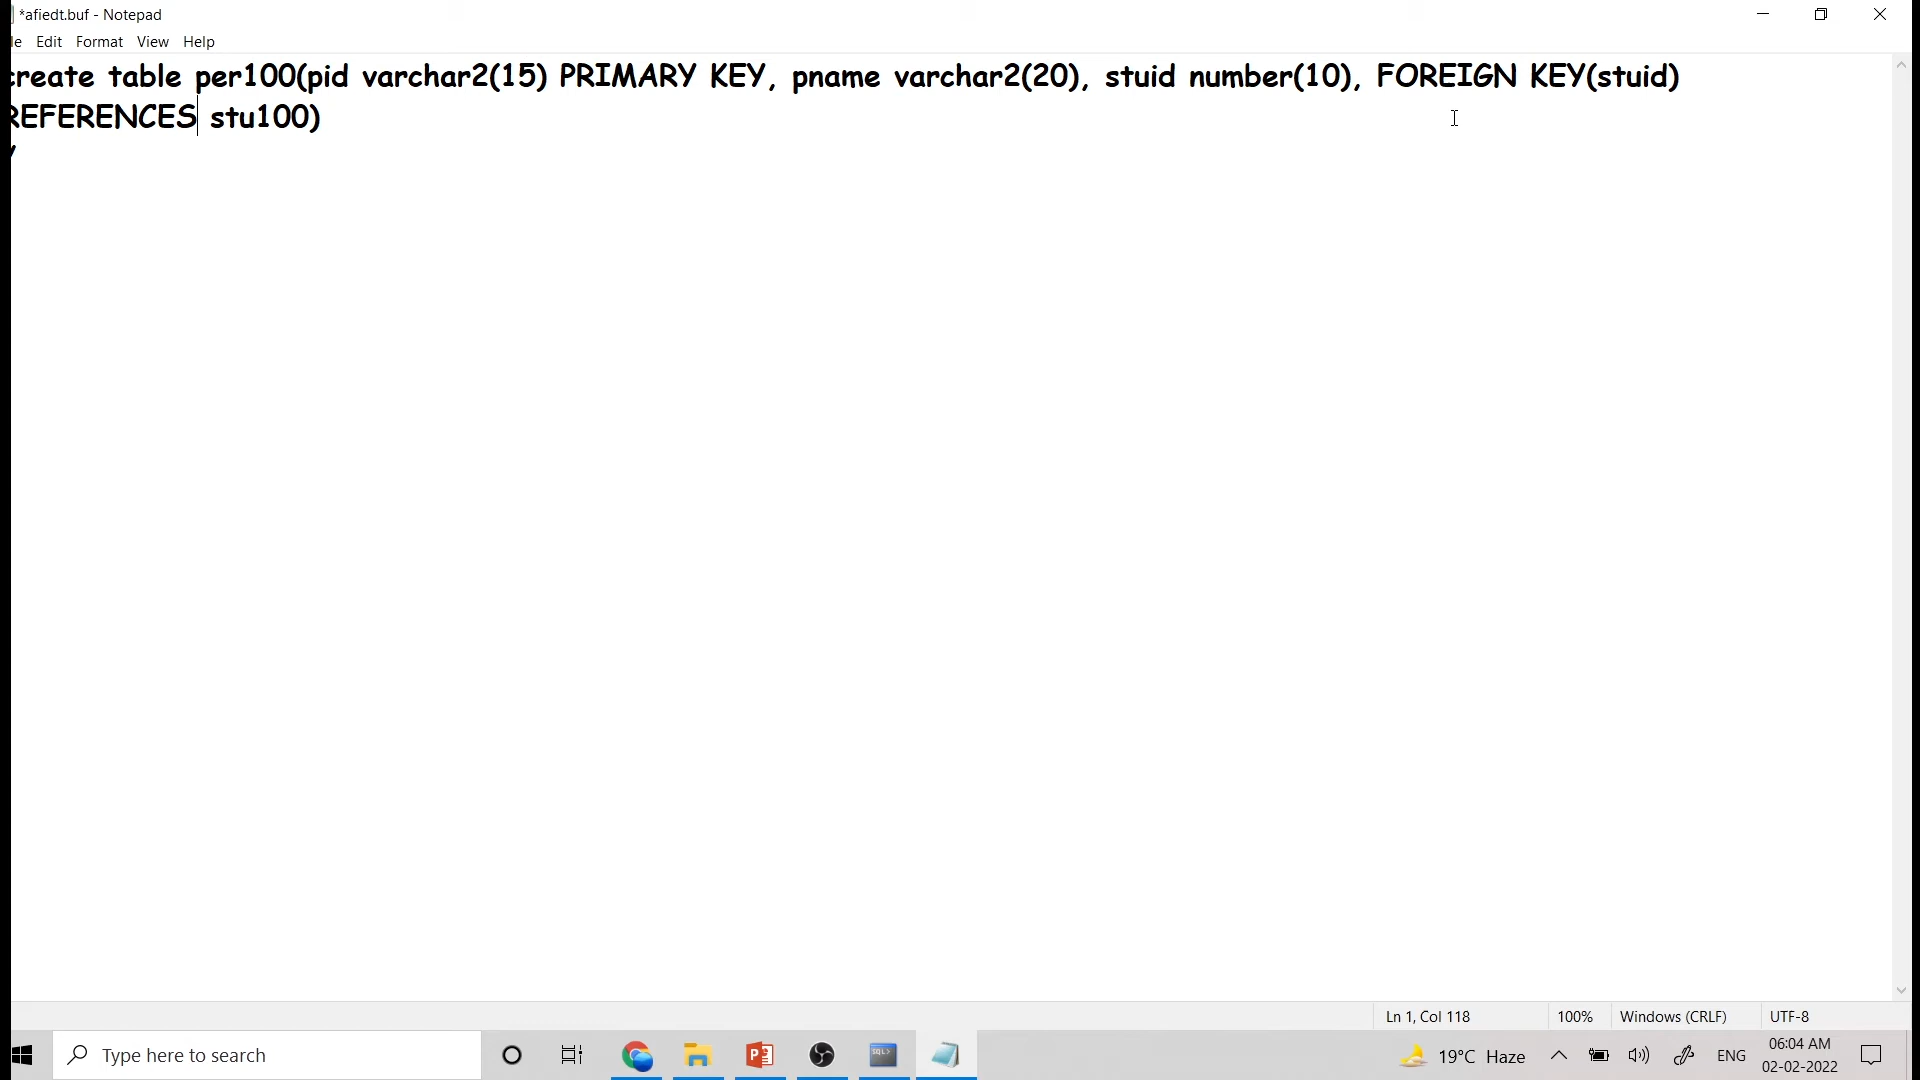 *afiedt.buf - Notepad
Edit Format View Help
create table per100(pid varchar2(15) PRIMARY KEY, pname varchar2(20), stuid number(10), FOREIGN KEY(stuid)
REFERENCES stu100)
/
Ln 1, Col 118
100%
Windows (CRLF)
UTF-8
Type here to search
SQL>
19°C Haze
ENG
06:04 AM
02-02-2022